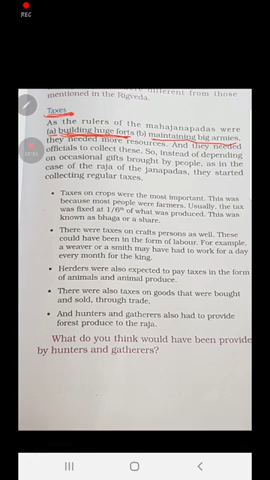 REC
different from those
mentioned in the Rigveda.
Taxes
As the rulers of the mahajanapadas were
(a) building huge forts (b) maintaining big armies,
they needed more resources. And they needed
officials to collect these. So, instead of depending
on occasional gifts brought by people, as in the
case of the raja of the janapadas, they started
collecting regular taxes.
• Taxes on crops were the most important. This was
because most people were farmers. Usually, the tax
was fixed at 1/6th of what was produced. This was
known as bhaga or a share.
• There were taxes on crafts persons as well. These
could have been in the form of labour. For example,
a weaver or a smith may have had to work for a day
every month for the king.
• Herders were also expected to pay taxes in the form
of animals and animal produce.
• There were also taxes on goods that were bought
and sold, through trade.
• And hunters and gatherers also had to provide
forest produce to the raja.
What do you think would have been provide
by hunters and gatherers?